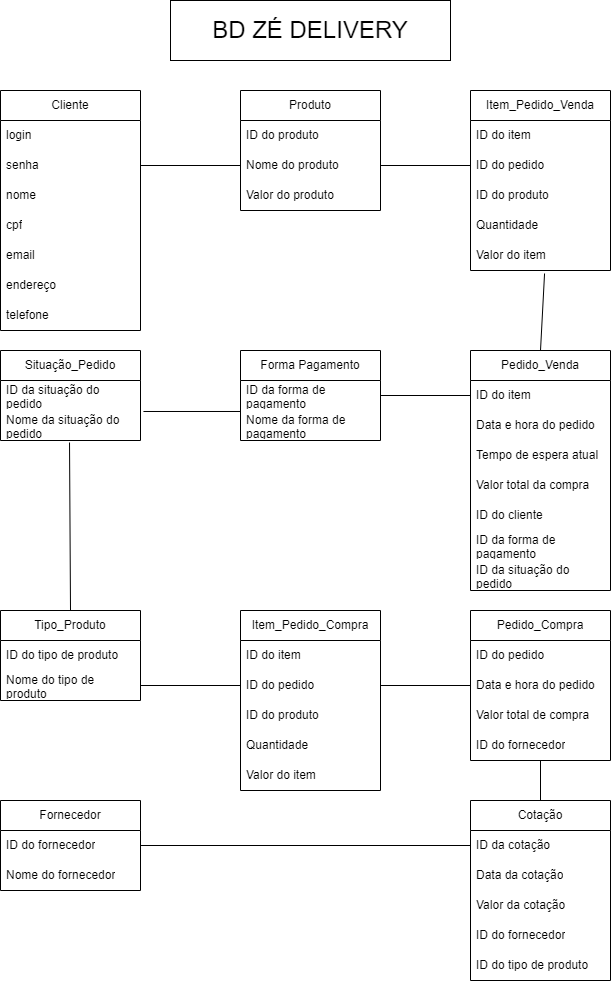 BD ZÉ DELIVERY
Cliente
login
senha
nome
cpf
email
endereço
telefone
Produto
ID do produto
Nome do produto
Valor do produto
Item_Pedido_Venda
ID do item
ID do pedido
ID do produto
Quantidade
Valor do item
Situação_Pedido
ID da situação do
pedido
Nome da situação do
pedido
Forma Pagamento
ID da forma de
pagamento
Nome da forma de
pagamento
Pedido_Venda
ID do item
Data e hora do pedido
Tempo de espera atual
Valor total da compra
ID do cliente
ID da forma de
pagamento
ID da situação do
pedido
Tipo_Produto
ID do tipo de produto
Nome do tipo de
produto
Item_Pedido_Compra
ID do item
ID do pedido
ID do produto
Quantidade
Valor do item
Pedido_Compra
ID do pedido
Data e hora do pedido
Valor total de compra
ID do fornecedor
Fornecedor
ID do fornecedor
Nome do fornecedor
Cotação
ID da cotação
Data da cotação
Valor da cotação
ID do fornecedor
ID do tipo de produto